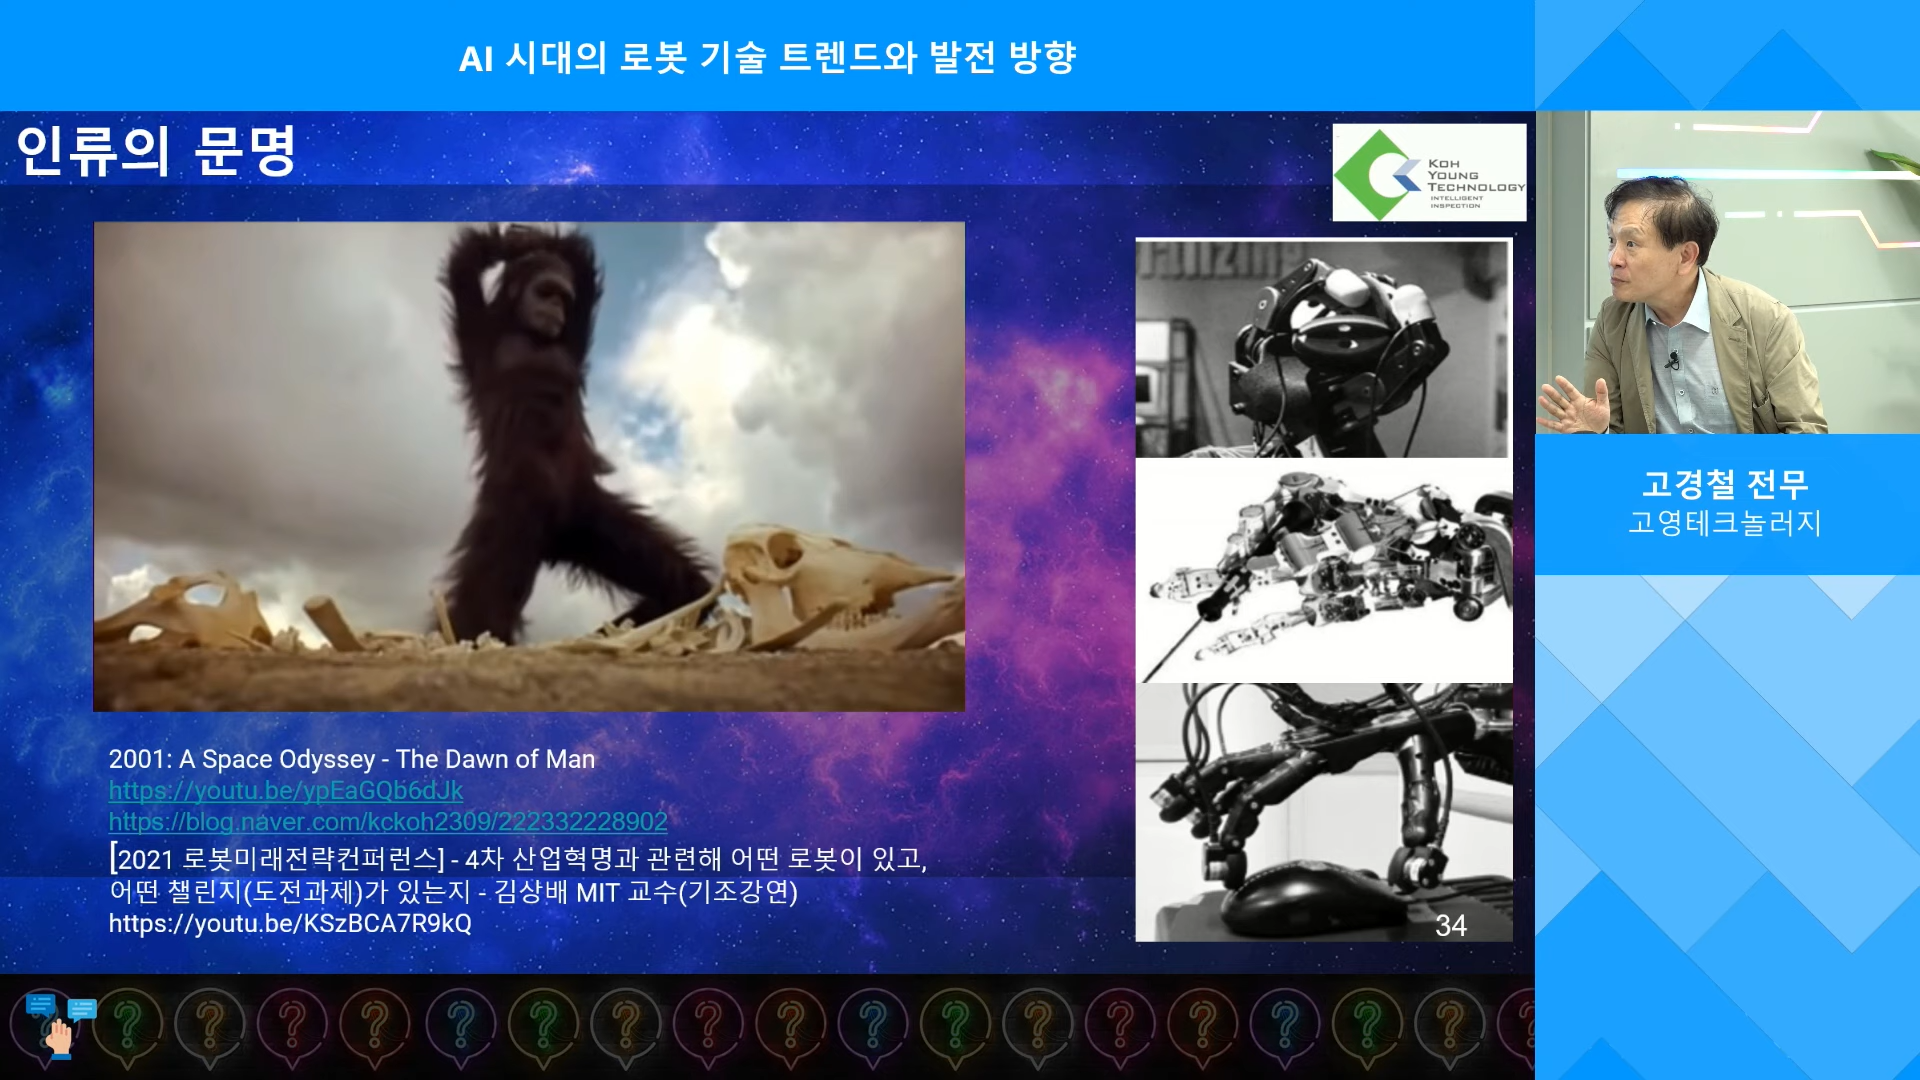 AI 시대의 로봇 기술 트렌드와 발전 방향
인류의 문명
KOH
YOUNG
TECHNOLOGY
INTELLIGENT
INSPECTION
고경철 전무
고영테크놀러지
2001: A Space Odyssey - The Dawn of Man
https://youtu.be/ypEaGQb6dJk
https://blog.naver.com/kckoh2309/222332228902
[2021 로봇미래전략컨퍼런스] - 4차 산업혁명과 관련해 어떤 로봇이 있고,
어떤 챌린지(도전과제)가 있는지 - 김상배 MIT 교수(기조강연)
https://youtu.be/KSzBCA7R9kQ
34